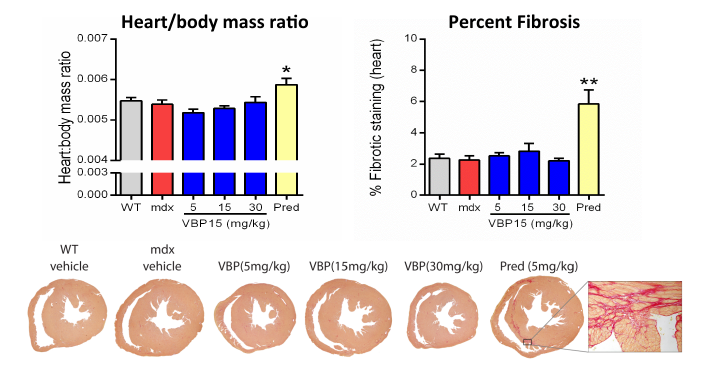 Heart/body mass ratio
Heart:body mass ratio
0.007
0.006
0.005
0.004
0.003
0.000
*
WT mdx 5 15 30 Pred
VBP15 (mg/kg)
Percent Fibrosis
% Fibrotic staining (heart)
10
8
6
4
2
0
**
WT mdx 5 15 30 Pred
VBP15 (mg/kg)
WT vehicle
mdx vehicle
VBP(5mg/kg)
VBP(15mg/kg)
VBP(30mg/kg)
Pred (5mg/kg)